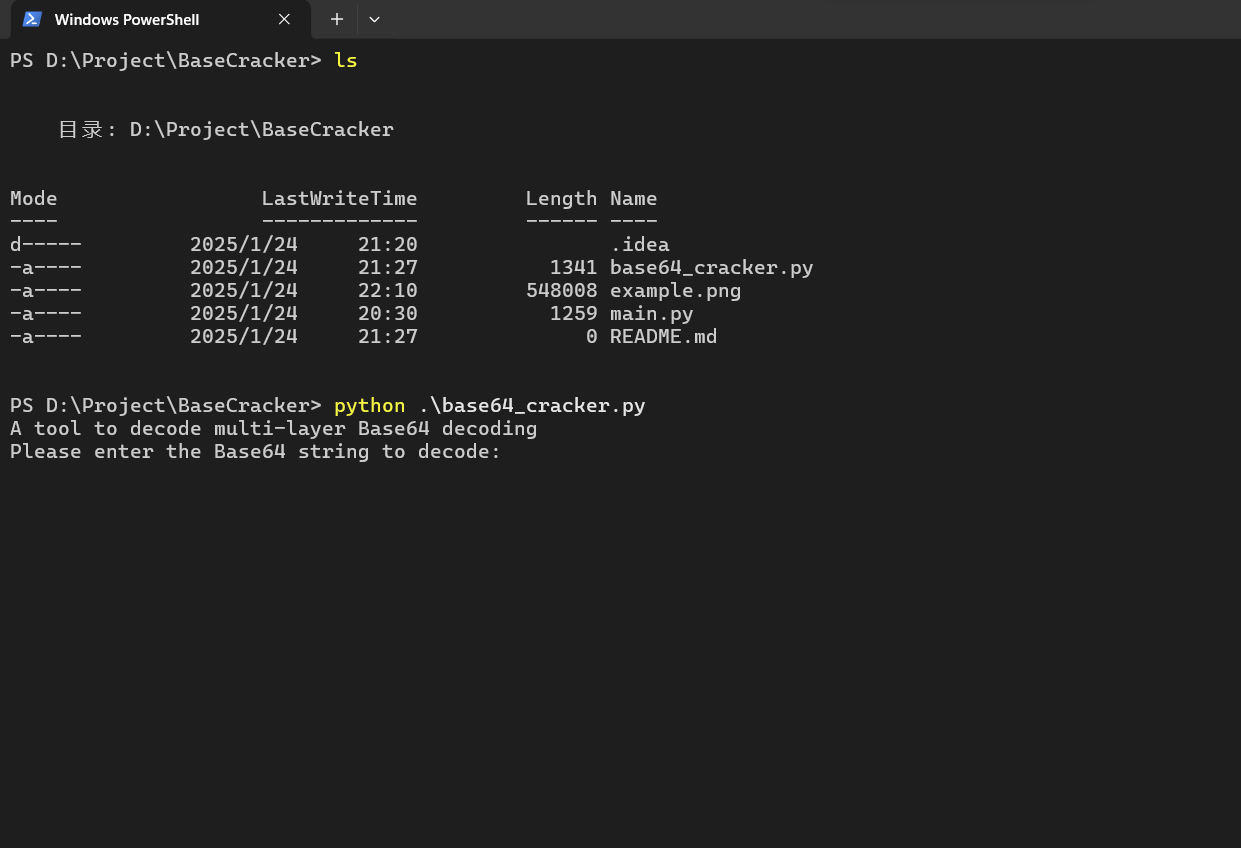 Windows PowerShell
PS D:\Project\BaseCracker> ls
目录: D:\Project\BaseCracker
Mode                 LastWriteTime         Length Name
----                 -------------         ------ ----
d-----         2025/1/24     21:20                .idea
-a----         2025/1/24     21:27           1341 base64_cracker.py
-a----         2025/1/24     22:10         548008 example.png
-a----         2025/1/24     20:30           1259 main.py
-a----         2025/1/24     21:27              0 README.md
PS D:\Project\BaseCracker> python .\base64_cracker.py
A tool to decode multi-layer Base64 decoding
Please enter the Base64 string to decode: